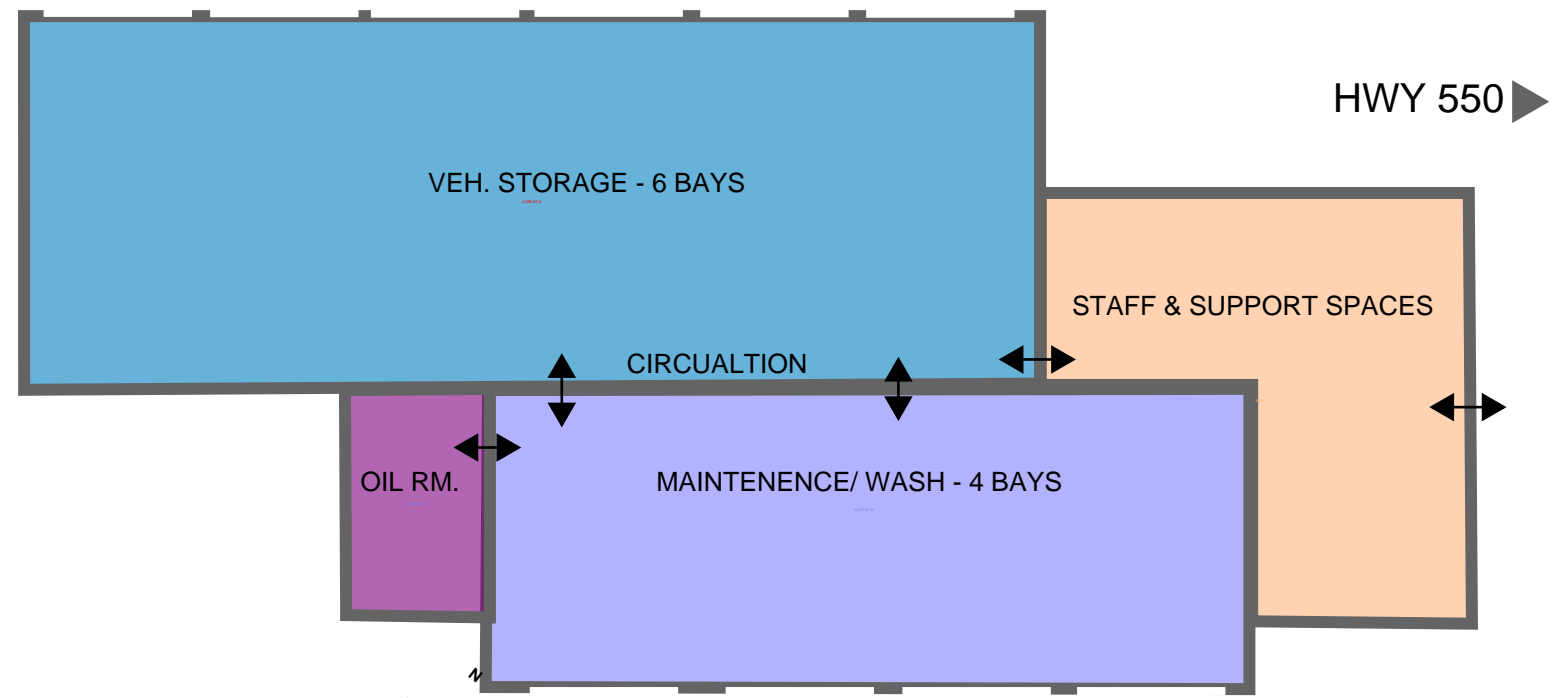 HWY 550
VEH. STORAGE - 6 BAYS
STAFF & SUPPORT SPACES
CIRCUALTION
OIL RM.
MAINTENENCE/ WASH - 4 BAYS
N